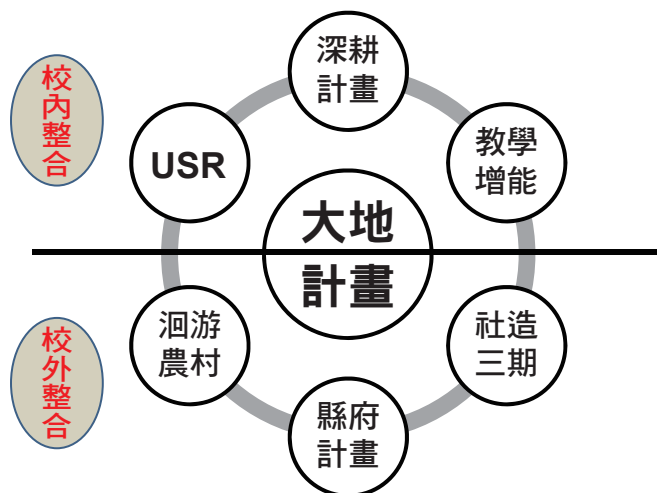 校內整合
深耕
計畫
USR
教學
增能
大地
計畫
校外整合
洄游
農村
社造
三期
縣府
計畫